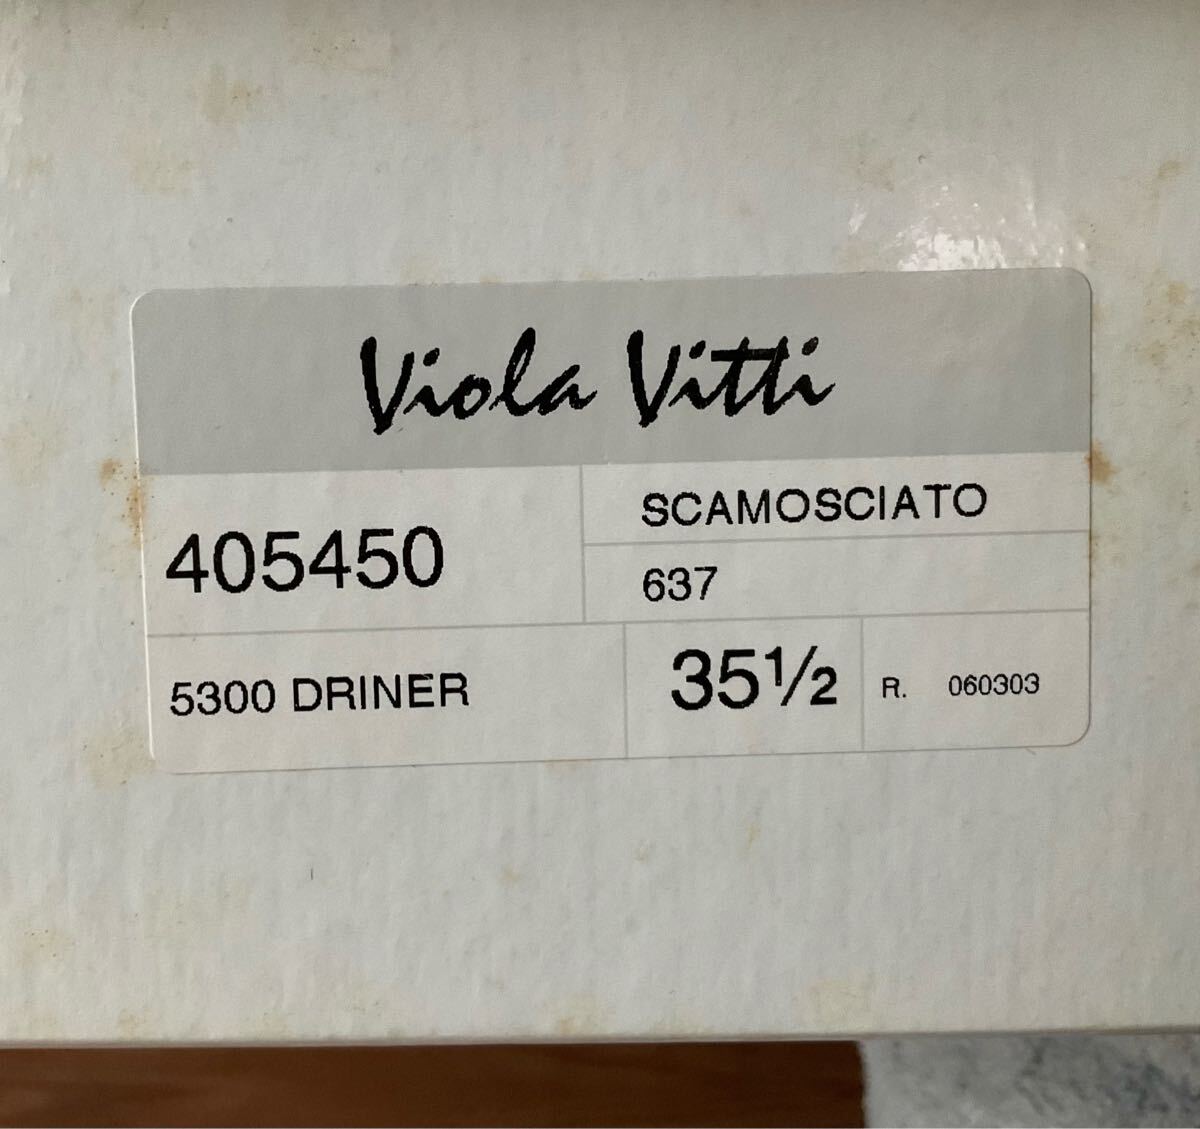 Viola Vitti
405450
SCAMOSCIATO
637
5300 DRINER
35½
R. 060303